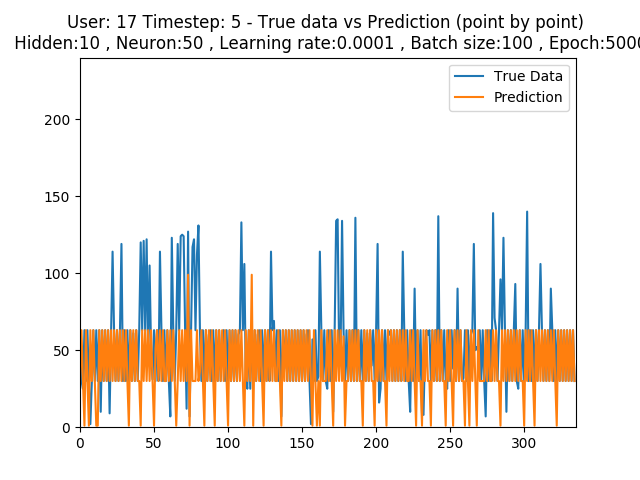 User: 17 Timestep: 5 - True data vs Prediction (point by point)
Hidden:10 , Neuron:50 , Learning rate:0.0001 , Batch size:100 , Epoch:5000
True Data
Prediction
200
150
100
50
0
0 50 100 150 200 250 300